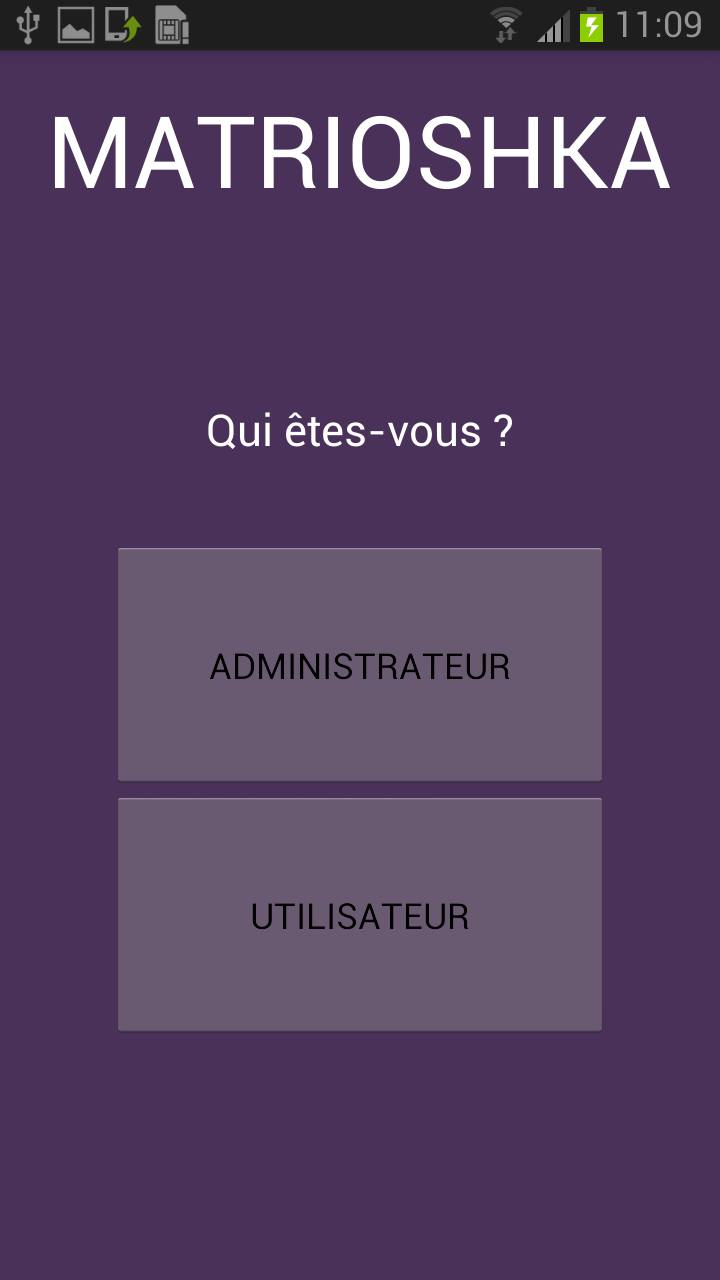 11:09
MATRIOSHKA
Qui êtes-vous ?
ADMINISTRATEUR
UTILISATEUR